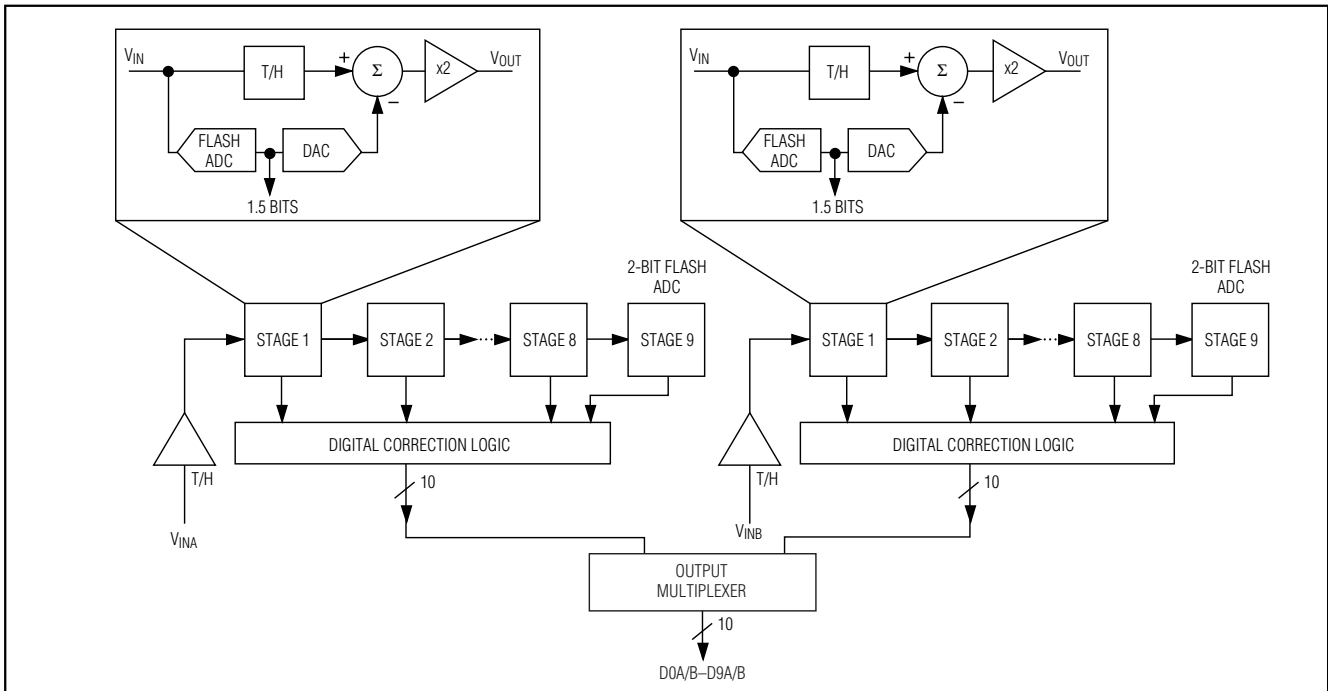 VIN
T/H
+
Σ
−
x2
VOUT
FLASH
ADC
DAC
1.5 BITS
VIN
T/H
+
Σ
−
x2
VOUT
FLASH
ADC
DAC
1.5 BITS
2-BIT FLASH
ADC
STAGE 1
STAGE 2
...
STAGE 8
STAGE 9
2-BIT FLASH
ADC
STAGE 1
STAGE 2
...
STAGE 8
STAGE 9
DIGITAL CORRECTION LOGIC
T/H
10
VINA
DIGITAL CORRECTION LOGIC
T/H
10
VINB
OUTPUT
MULTIPLEXER
10
D0A/B–D9A/B